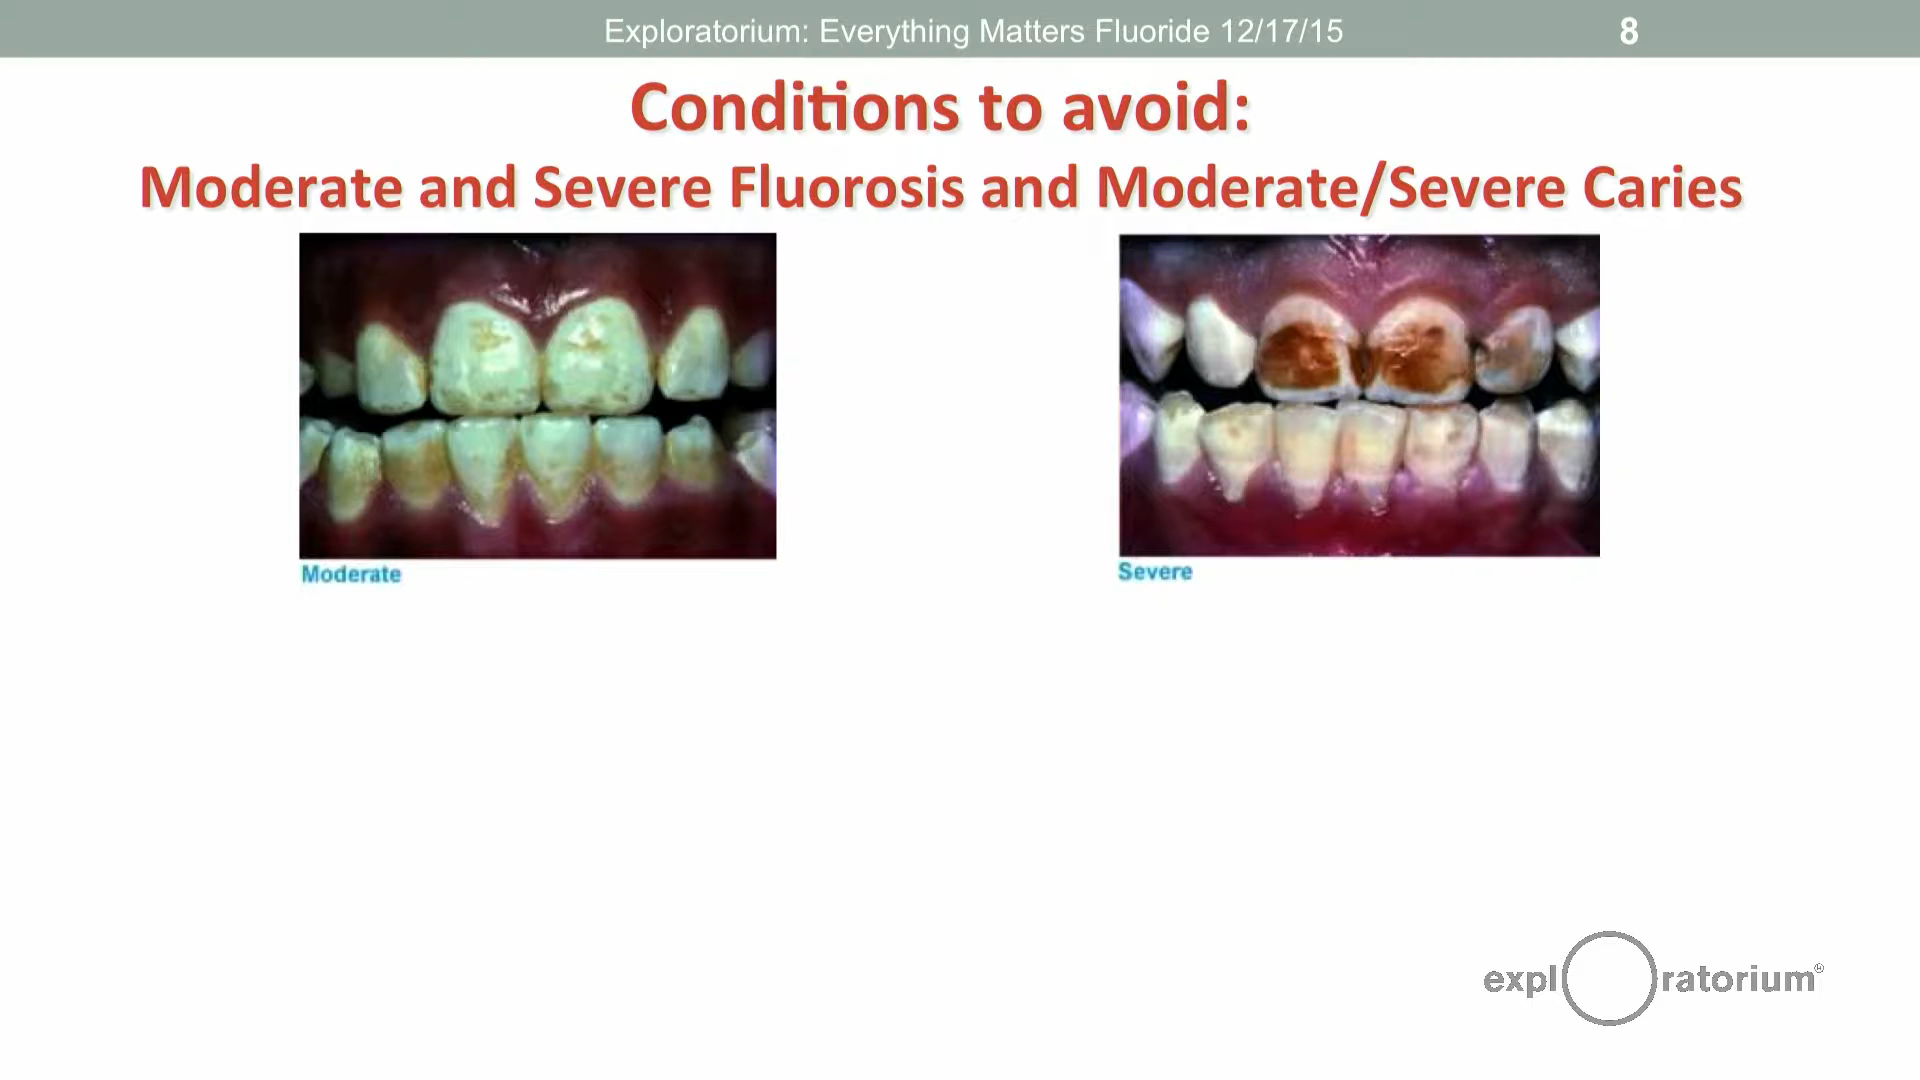 Exploratorium: Everything Matters Fluoride 12/17/15 8
Conditions to avoid:
Moderate and Severe Fluorosis and Moderate/Severe Caries
Moderate
Severe
explOratorium®